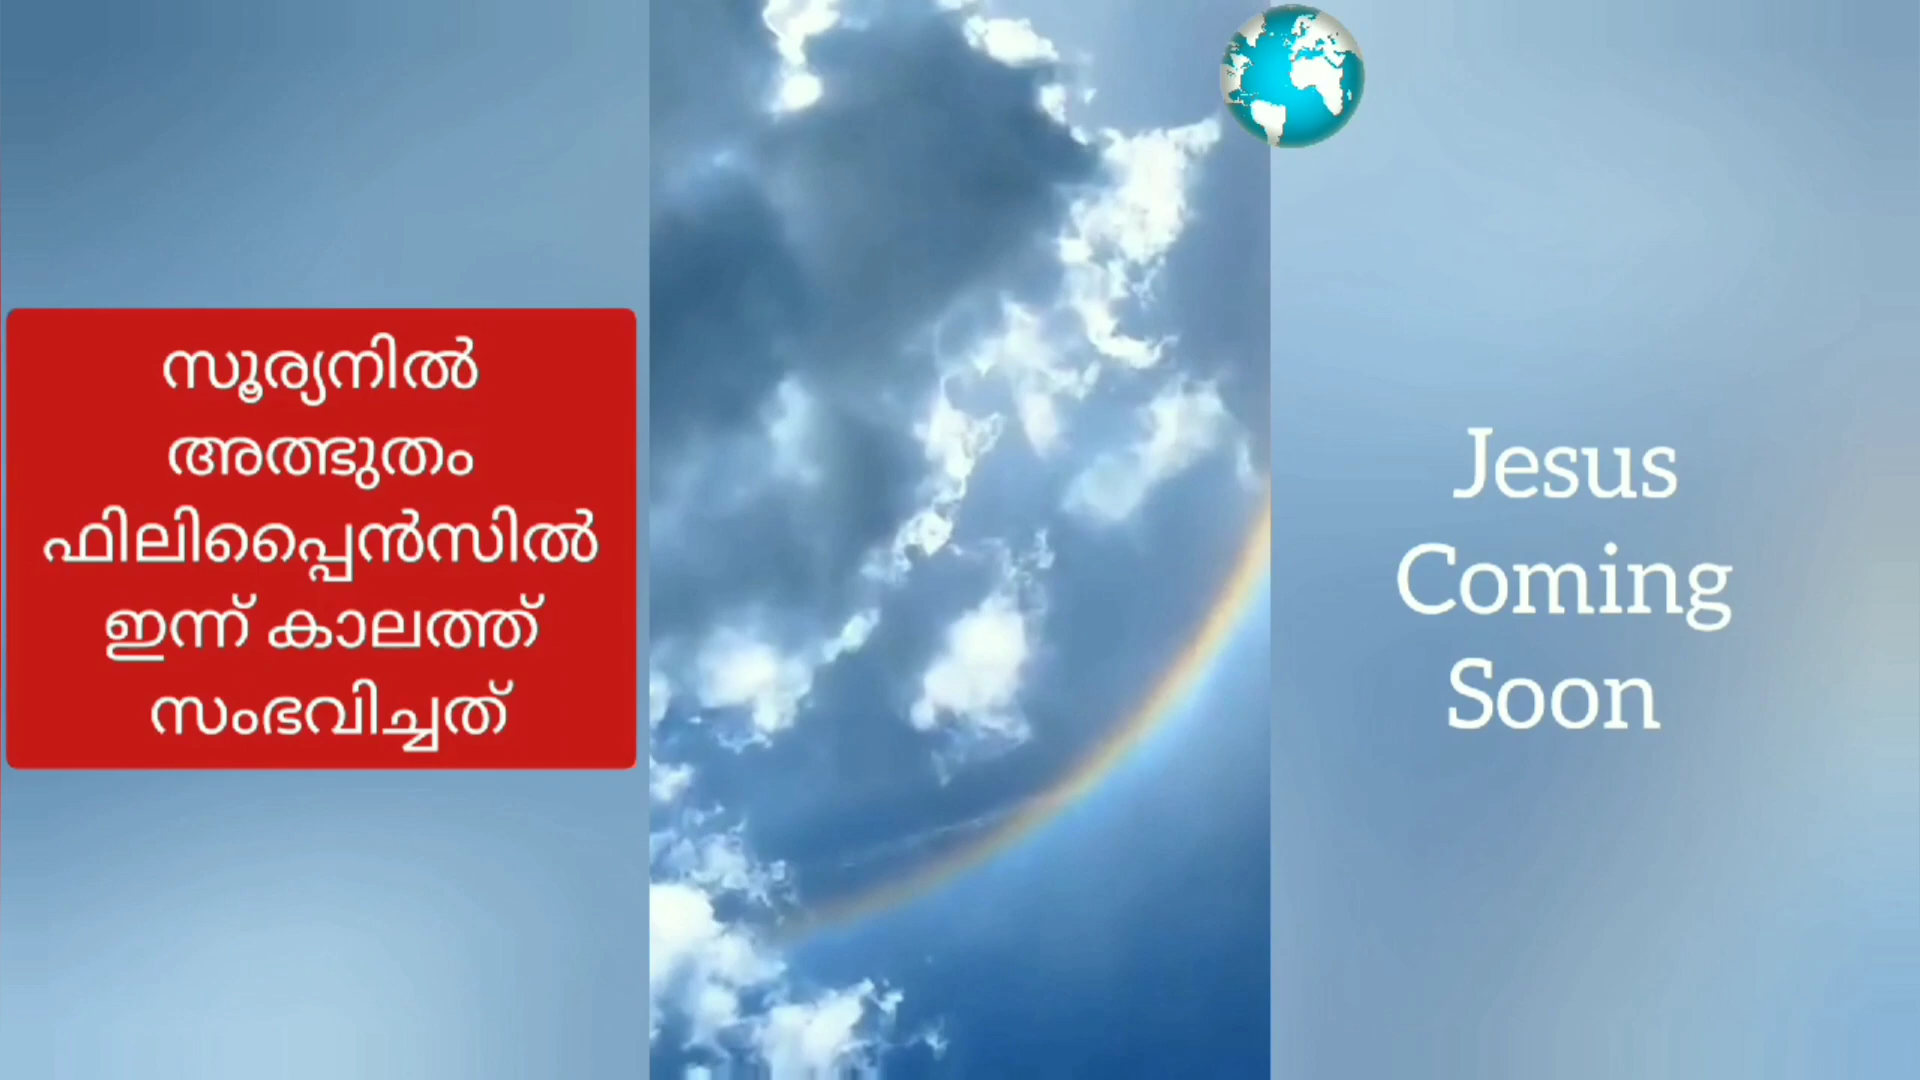 സൂര്യനിൽ
അത്ഭുതം
ഫിലിപ്പൈൻസിൽ
ഇന്ന് കാലത്ത്
സംഭവിച്ചത്
Jesus
Coming
Soon